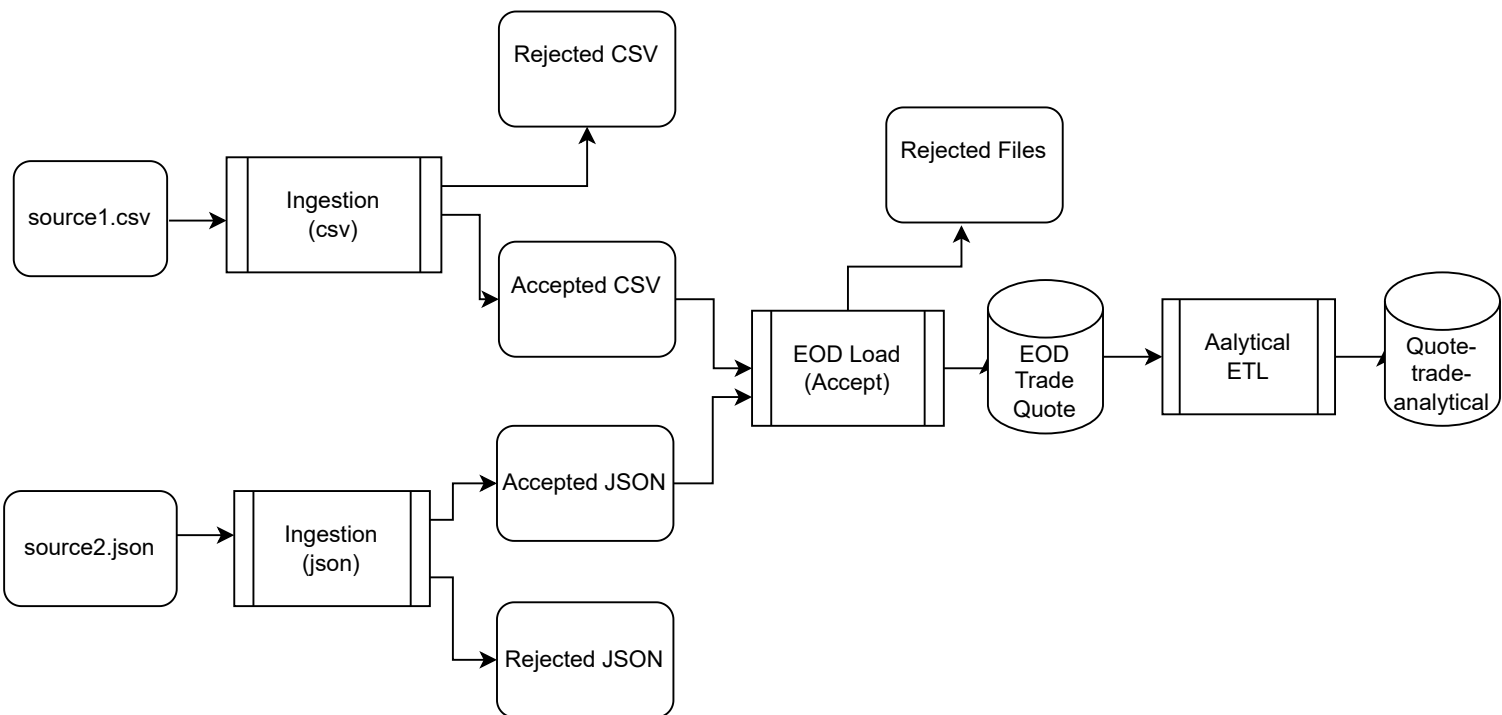 Rejected CSV
Rejected Files
source1.csv
Ingestion
(csv)
Accepted CSV
EOD Load
(Accept)
EOD
Trade
Quote
Aalytical
ETL
Quote-
trade-
analytical
Accepted JSON
source2.json
Ingestion
(json)
Rejected JSON